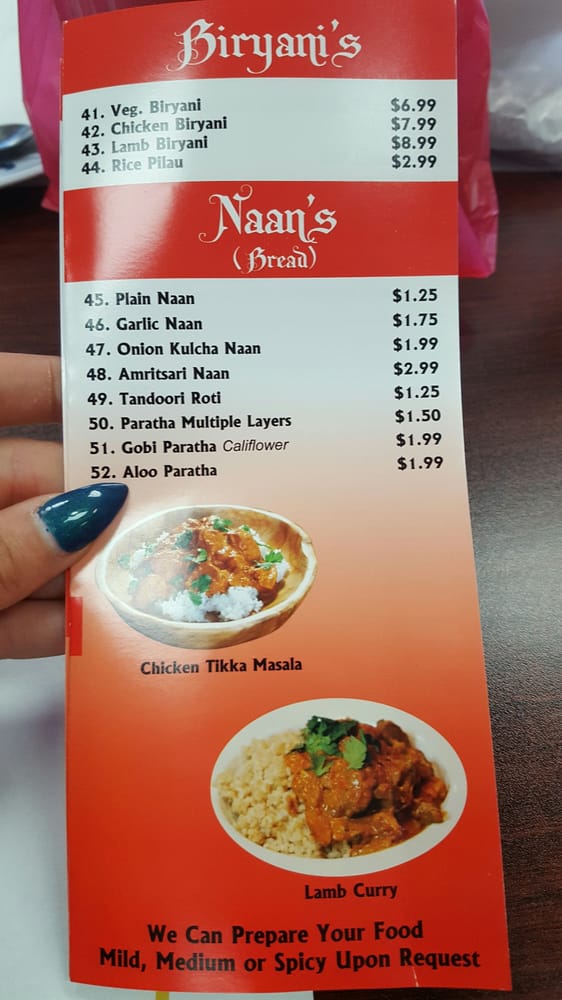 Biryani's
41. Veg. Biryani $6.99
42. Chicken Biryani $7.99
43. Lamb Biryani $8.99
44. Rice Pilau $2.99
Naan's
(Bread)
45. Plain Naan $1.25
46. Garlic Naan $1.75
47. Onion Kulcha Naan $1.99
48. Amritsari Naan $2.99
49. Tandoori Roti $1.25
50. Paratha Multiple Layers $1.50
51. Gobi Paratha Califlower $1.99
52. Aloo Paratha $1.99
Chicken Tikka Masala
Lamb Curry
We Can Prepare Your Food
Mild, Medium or Spicy Upon Request